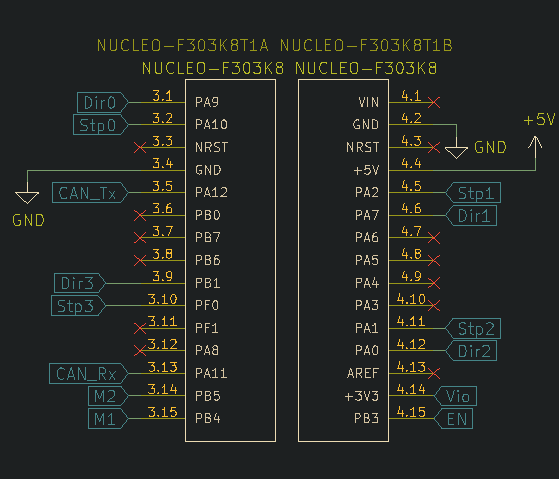 NUCLEO-F303K8T1A NUCLEO-F303K8T1B
NUCLEO-F303K8 NUCLEO-F303K8
Dir0 3.1 PA9
Stp0 3.2 PA10
3.3 NRST
3.4 GND
GND
CAN_Tx 3.5 PA12
3.6 PB0
3.7 PB7
3.8 PB6
Dir3 3.9 PB1
Stp3 3.10 PF0
3.11 PF1
3.12 PA8
CAN_Rx 3.13 PA11
M2 3.14 PB5
M1 3.15 PB4
VIN 4.1
GND 4.2
GND
NRST 4.3
+5V 4.4
+5V
PA2 4.5 Stp1
PA7 4.6 Dir1
PA6 4.7
PA5 4.8
PA4 4.9
PA3 4.10
PA1 4.11 Stp2
PA0 4.12 Dir2
AREF 4.13
+3V3 4.14 Vio
PB3 4.15 EN